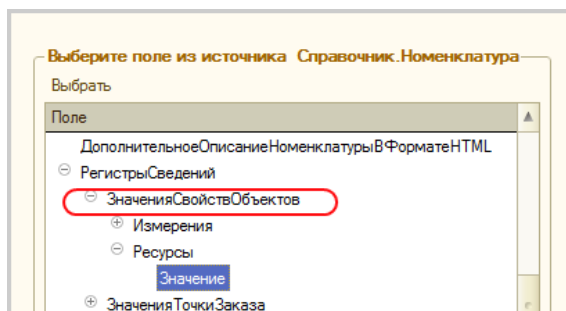 Выберите поле из источника Справочник.Номенклатура
Выбрать
Поле
ДополнительноеОписаниеНоменклатурыВФорматеHTML
РегистрыСведений
ЗначенияСвойствОбъектов
Измерения
Ресурсы
Значение
ЗначенияТочкиЗаказа